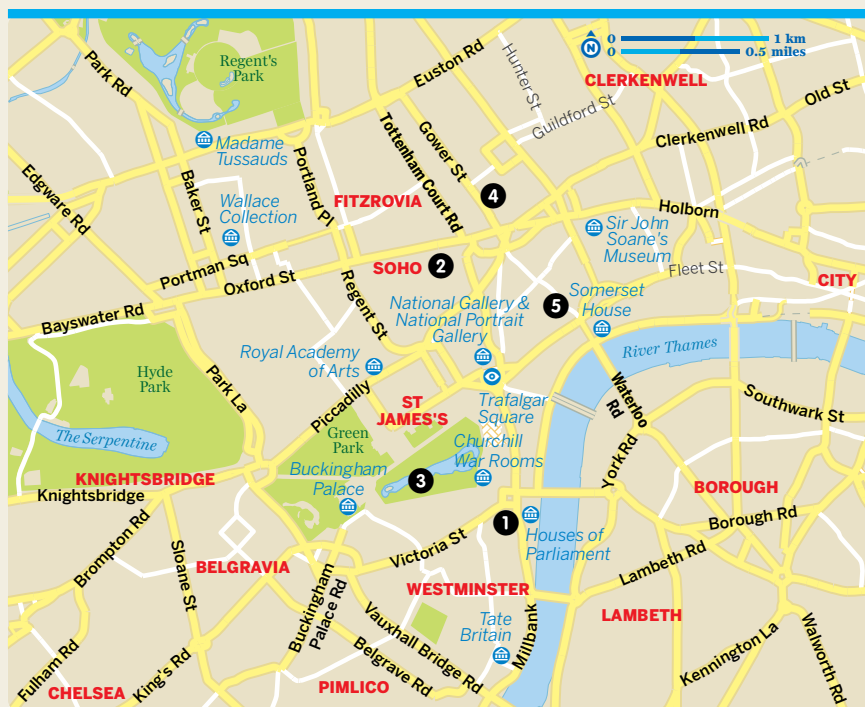 0 1 km
N
0 0.5 miles
Regent's
Park
Park Rd
Euston Rd
Hunter St
CLERKENWELL
Guildford St
Old St
Clerkenwell Rd
Madame
Tussauds
Tottenham Court Rd
Gower St
Edgware Rd
Baker St
Portland Pl
Wallace
Collection
FITZROVIA
4
Holborn
Sir John
Soane's
Museum
Portman Sq
SOHO
2
Oxford St
Fleet St
CITY
Regent St
National Gallery &
National Portrait
Gallery
5
Somerset
House
Bayswater Rd
River Thames
Royal Academy
of Arts
Hyde
Park
Park La
Piccadilly
ST
JAMES'S
Trafalgar
Square
Waterloo
Rd
Southwark St
The Serpentine
Green
Park
Churchill
War Rooms
York Rd
KNIGHTSBRIDGE
Buckingham
Palace
3
BOROUGH
Knightsbridge
Borough Rd
1
Houses of
Parliament
Brompton Rd
Sloane St
BELGRAVIA
Victoria St
Lambeth Rd
WESTMINSTER
LAMBETH
Buckingham
Palace Rd
Tate
Britain
Millbank
Vauxhall Bridge Rd
Belgrave Rd
Kennington La
Walworth Rd
Fulham Rd
King's Rd
CHELSEA
PIMLICO